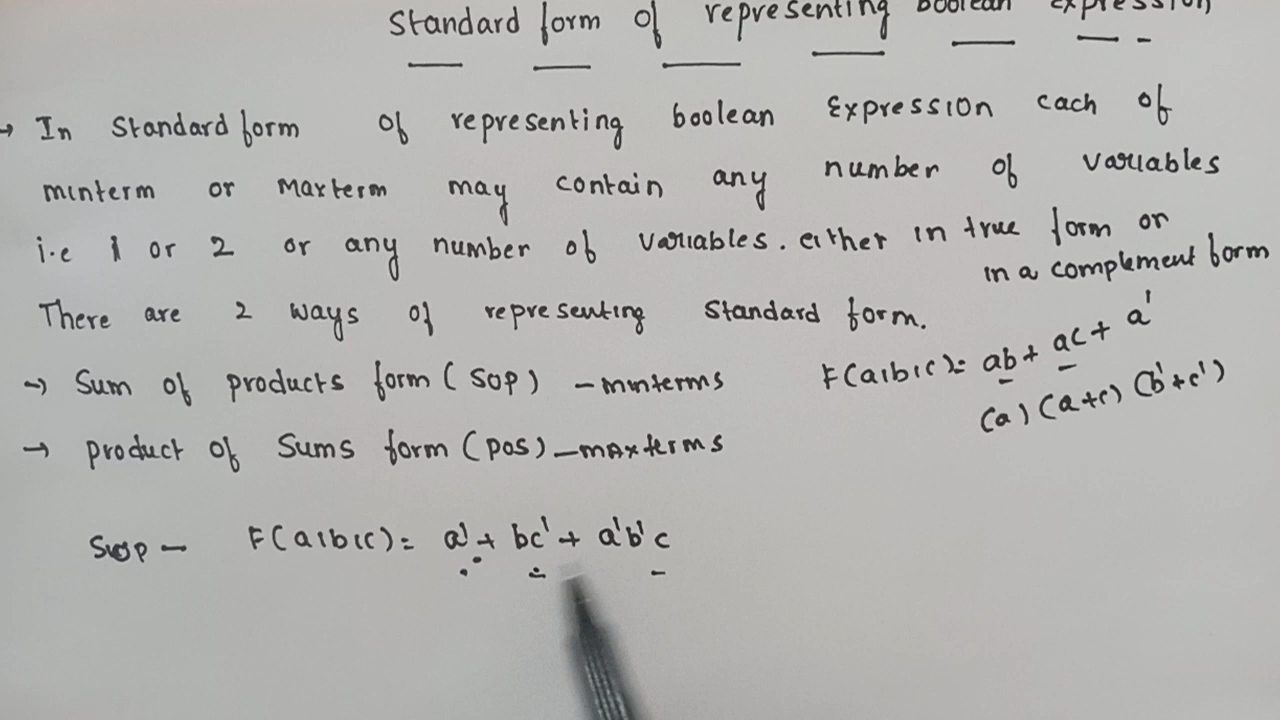 Standard form of representing boolean expression
→ In Standard form of representing boolean Expression each of
minterm or Maxterm may contain any number of variables
i.e 1 or 2 or any number of variables. either in true form or
in a complement form
There are 2 ways of representing Standard form.
→ Sum of products form (SOP) - minterms
F(a,b,c)= ab + ac + a'
(a) (a+c) (b'+c')
→ product of Sums form (pos) - maxterms
SOP - F(a,b,c)= a' + bc' + a'b'c